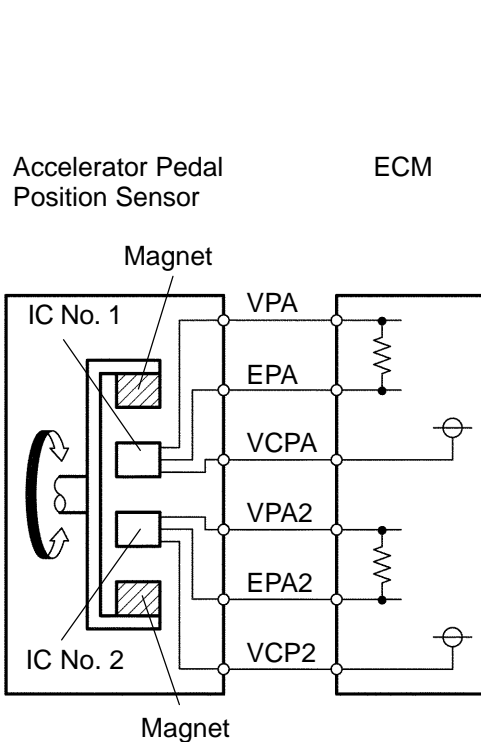 Accelerator Pedal
Position Sensor
ECM
Magnet
IC No. 1
VPA
EPA
VCPA
VPA2
EPA2
VCP2
IC No. 2
Magnet